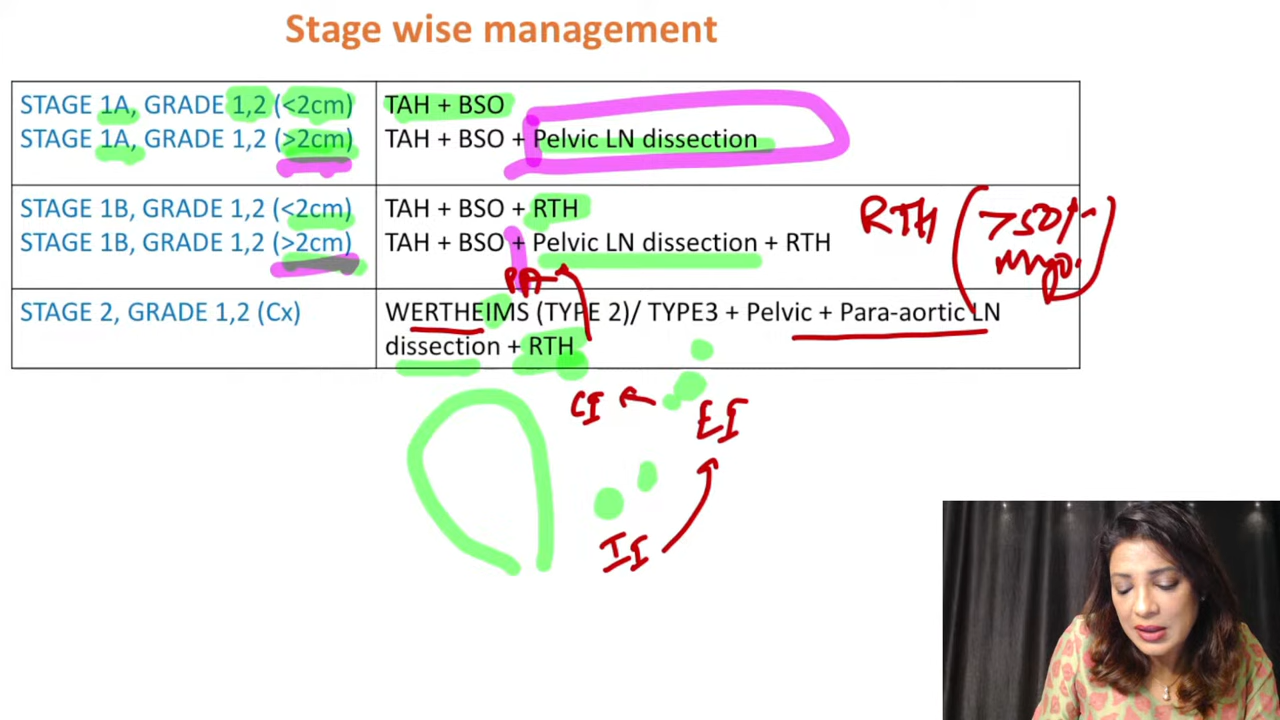 Stage wise management
STAGE 1A, GRADE 1,2 (<2cm)
STAGE 1A, GRADE 1,2 (>2cm)
TAH + BSO
TAH + BSO + Pelvic LN dissection
STAGE 1B, GRADE 1,2 (<2cm)
STAGE 1B, GRADE 1,2 (>2cm)
TAH + BSO + RTH
TAH + BSO + Pelvic LN dissection + RTH
RTH (>50%
myo.)
STAGE 2, GRADE 1,2 (Cx)
WERTHEIMS (TYPE 2)/ TYPE3 + Pelvic + Para-aortic LN
dissection + RTH
PA
CI
EI
II